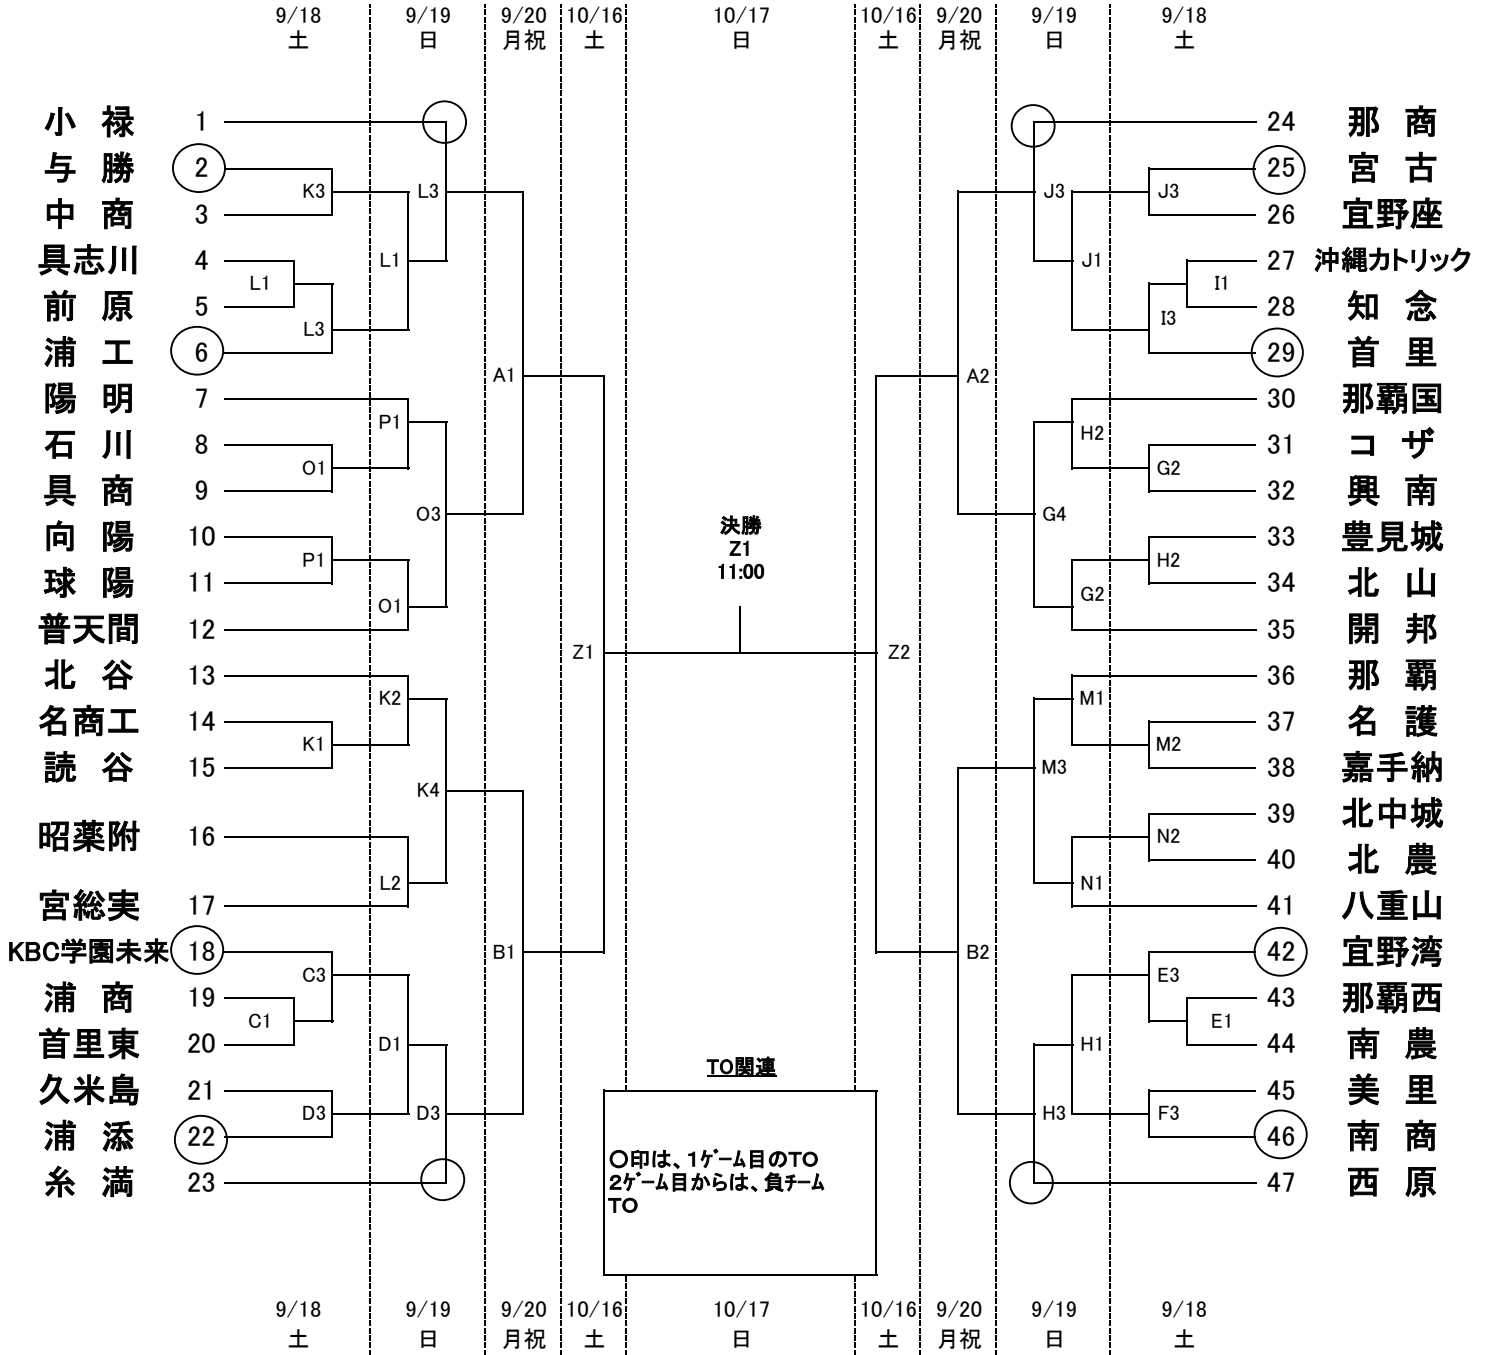 9/18 9/19 9/20 10/16 10/17 10/16 9/20 9/19 9/18
土 日 月祝 土 日 土 月祝 日 土
小 禄 1 24 那 商
与 勝 2 25 宮 古
K3 L3 J3 J3
中 商 3 26 宜野座
具志川 4 L1 J1 27 沖縄カトリック
L1 I1
前 原 5 28 知 念
L3 I3
浦 工 6 29 首 里
A1 A2
陽 明 7 30 那覇国
P1 H2
石 川 8 31 コ ザ
O1 G2
具 商 9 32 興 南
O3 G4
向 陽 10 決勝 33 豊見城
Z1
P1 H2
11:00
球 陽 11 34 北 山
O1 G2
普天間 12 35 開 邦
Z1 Z2
北 谷 13 36 那 覇
K2 M1
名商工 14 37 名 護
K1 M2
読 谷 15 38 嘉手納
K4 M3
39 北中城
昭薬附 16 N2
40 北 農
L2 N1
宮総実 17 41 八重山
KBC学園未来 18 B1 B2 42 宜野湾
C3 E3
浦 商 19 43 那覇西
C1 E1
首里東 20 D1 H1 44 南 農
TO関連
久米島 21 45 美 里
D3 D3 H3 F3
浦 添 22 46 南 商
○印は、1ゲーム目のTO
糸 満 23 2ゲーム目からは、負チーム 47 西 原
TO
9/18 9/19 9/20 10/16 10/17 10/16 9/20 9/19 9/18
土 日 月祝 土 日 土 月祝 日 土